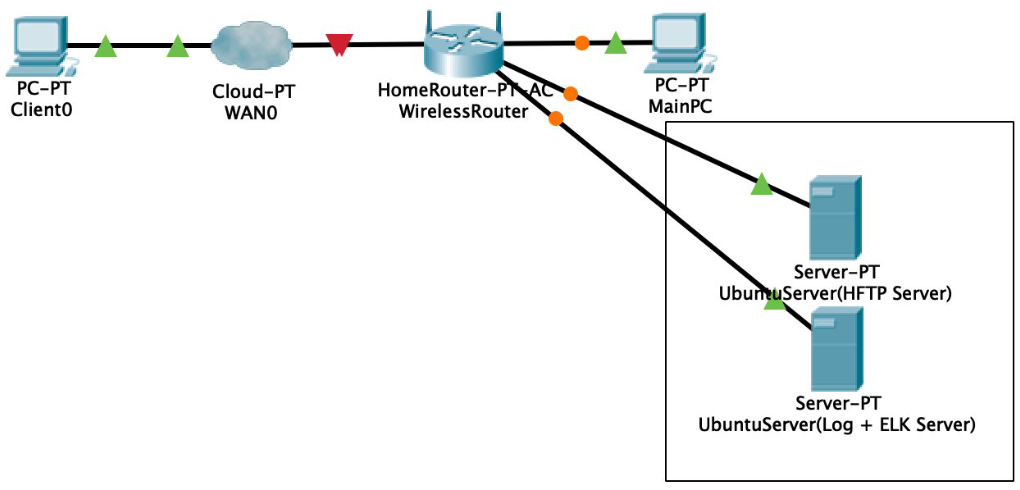 PC-PT
Client0
Cloud-PT
WAN0
HomeRouter-PT-AC
WirelessRouter
PC-PT
MainPC
Server-PT
UbuntuServer(HFTP Server)
Server-PT
UbuntuServer(Log + ELK Server)